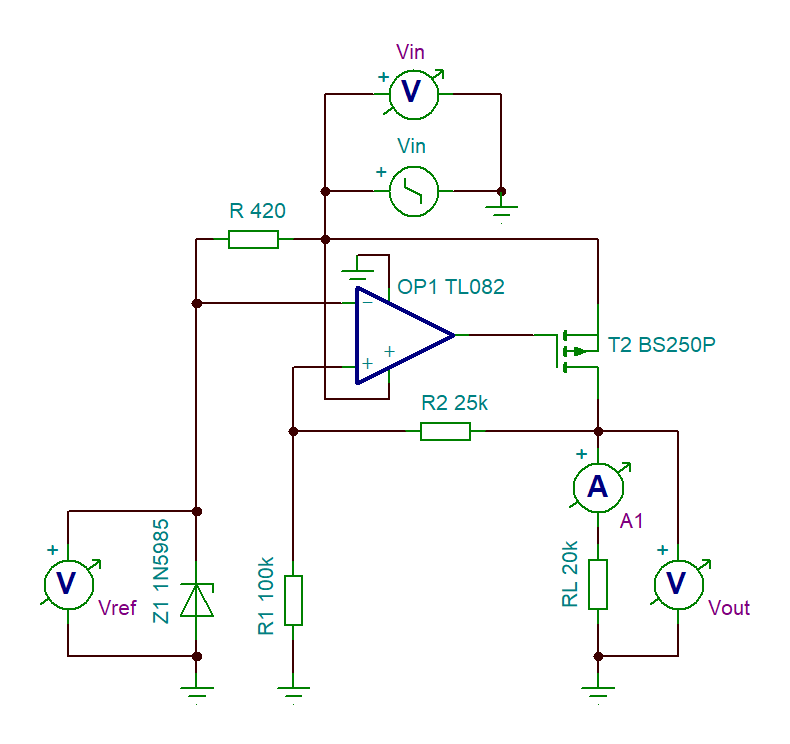 Vin
+
V
Vin
+
R 420
OP1 TL082
−
+
+
T2 BS250P
R2 25k
+
A
A1
+
V
Vref
Z1 1N5985
R1 100k
RL 20k
+
V
Vout